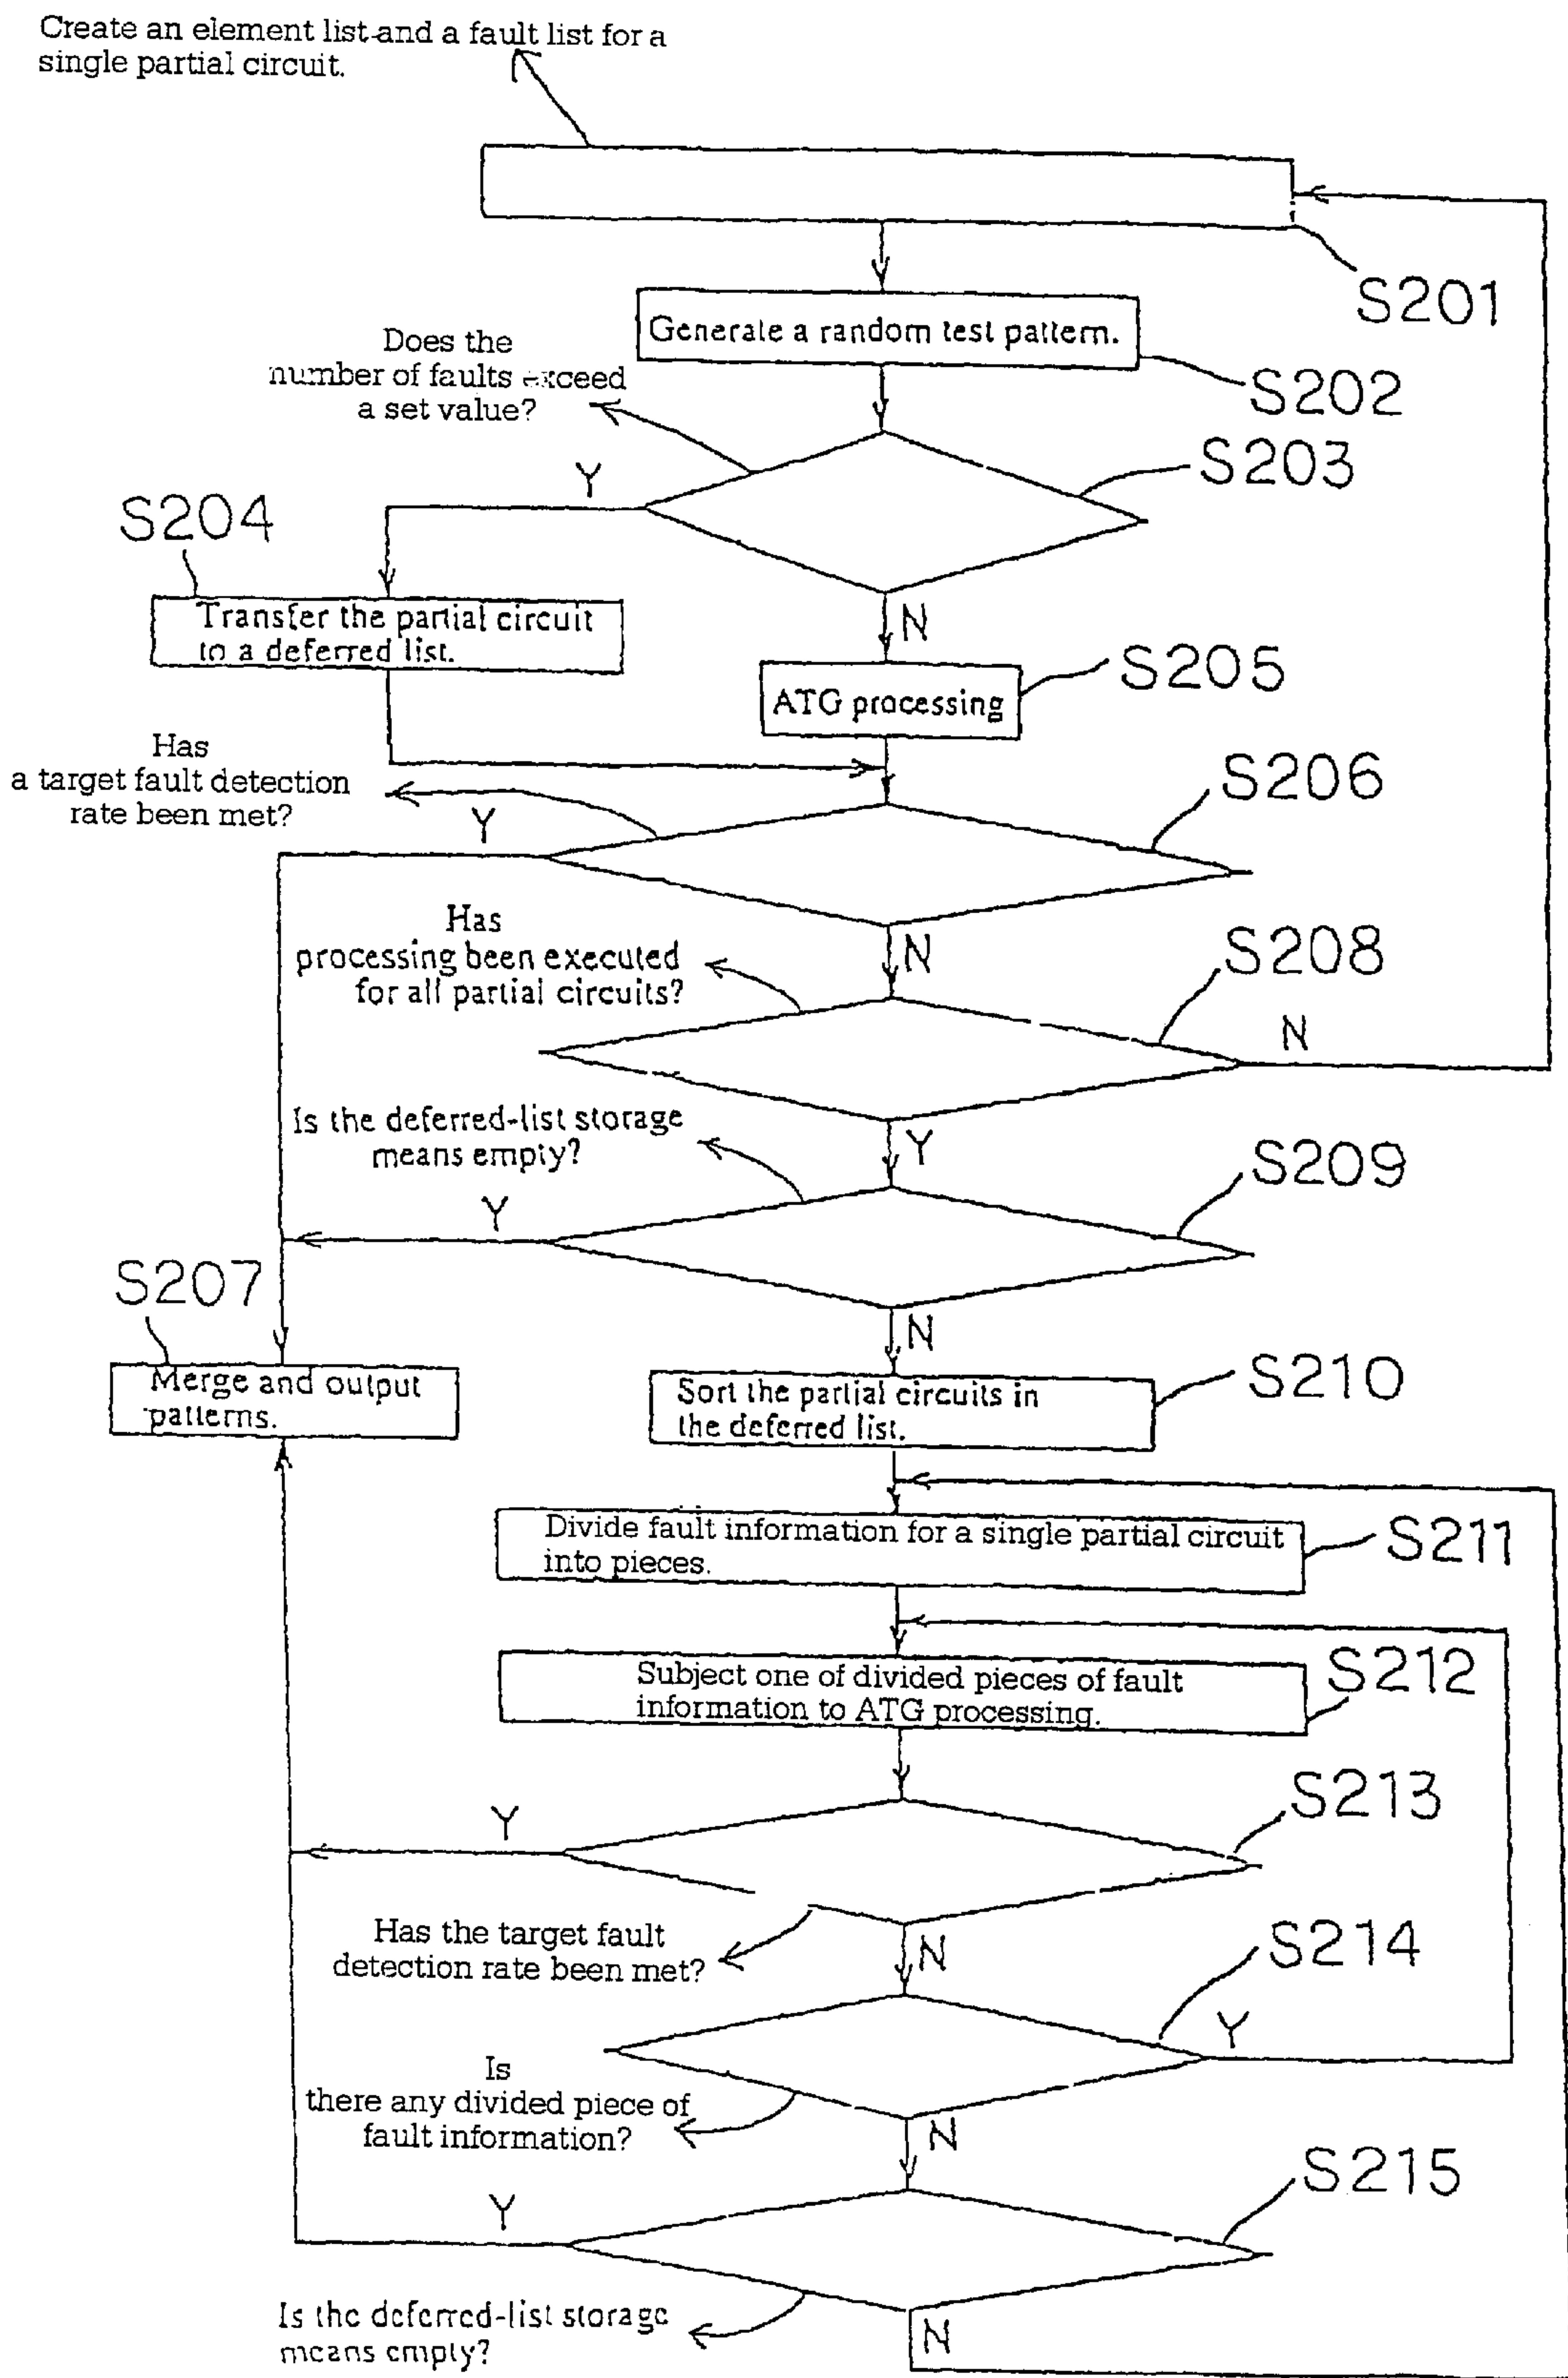 Create an element list and a fault list for a
single partial circuit.
S201
Generate a random test pattern.
S202
Does the
number of faults exceed
a set value?
S203
Y
S204
Transfer the partial circuit
to a deferred list.
N
S205
ATG processing
Has
a target fault detection
rate been met?
S206
Y
Has
processing been executed
for all partial circuits?
N
S208
N
Is the deferred-list storage
means empty?
Y
S209
Y
S207
N
Merge and output
patterns.
Sort the partial circuits in
the deferred list.
S210
Divide fault information for a single partial circuit
into pieces.
S211
Subject one of divided pieces of fault
information to ATG processing.
S212
S213
Y
Has the target fault
detection rate been met?
N
S214
Y
Is
there any divided piece of
fault information?
N
S215
Y
Is the deferred-list storage
means empty?
N